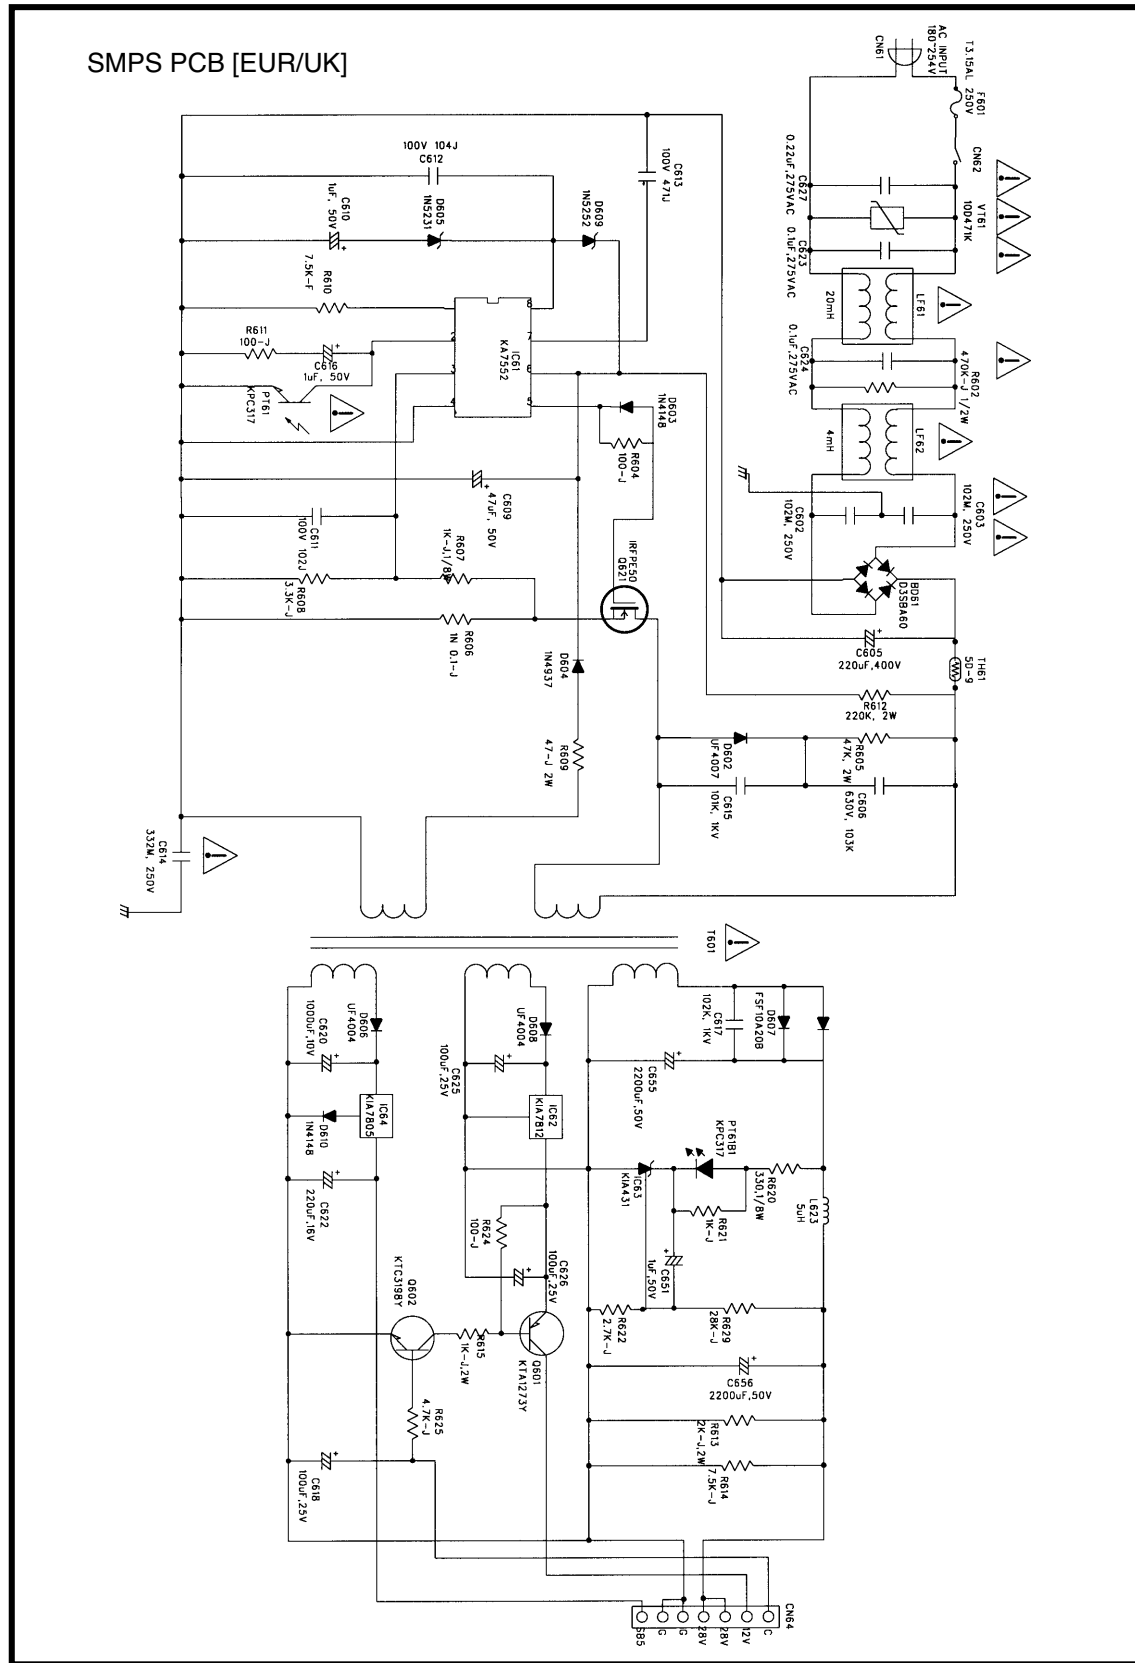 SMPS PCB [EUR/UK]
CN61
AC INPUT
180~254V
T3.15AL
F601
250V
CN62
C627
0.22uF,275VAC
VT61
10D471K
C623
0.1uF,275VAC
LF61
20mH
C624
0.1uF,275VAC
R602
470K-J 1/2W
LF62
4mH
C603
102M, 250V
C602
102M, 250V
BD61
D3SBA60
C605
220uF,400V
TH61
5D-9
R612
220K, 2W
R605
47K, 2W
C606
630V, 103K
D602
UF4007
C615
101K, 1KV
100V 104J
C612
C613
100V 471J
C610
1uF, 50V
D605
1N5231
D609
1N5252
R610
7.5K-F
R611
100-J
C616
1uF, 50V
PT61
KPC317
IC61
KA7552
2
3
4
8
7
6
5
D603
1N4148
R604
100-J
C609
47uF, 50V
C611
100V 102J
R607
1K-J,1/8W
R608
3.3K-J
R606
1N 0.1-J
IRFPE50
Q621
D604
1N4937
R609
47-J 2W
C614
332M, 250V
T601
D606
UF4004
C620
1000uF,10V
IC64
KIA7805
D610
1N4148
C622
220uF,16V
D608
UF4004
C625
100uF,25V
IC62
KIA7812
R624
100-J
C626
100uF,25V
Q602
KTC3198Y
R615
1K-J,2W
Q601
KTA1273Y
R625
4.7K-J
C618
100uF,25V
D607
FSF10A20B
C617
102K, 1KV
C655
2200uF,50V
PT61B1
KPC317
IC63
KIA431
R620
330,1/8W
R621
1K-J
L623
5uH
C651
1uF,50V
R622
2.7K-J
R629
28K-J
C656
2200uF,50V
R613
2K-J,2W
R614
7.5K-J
CN64
SB5
G
G
28V
28V
12V
C